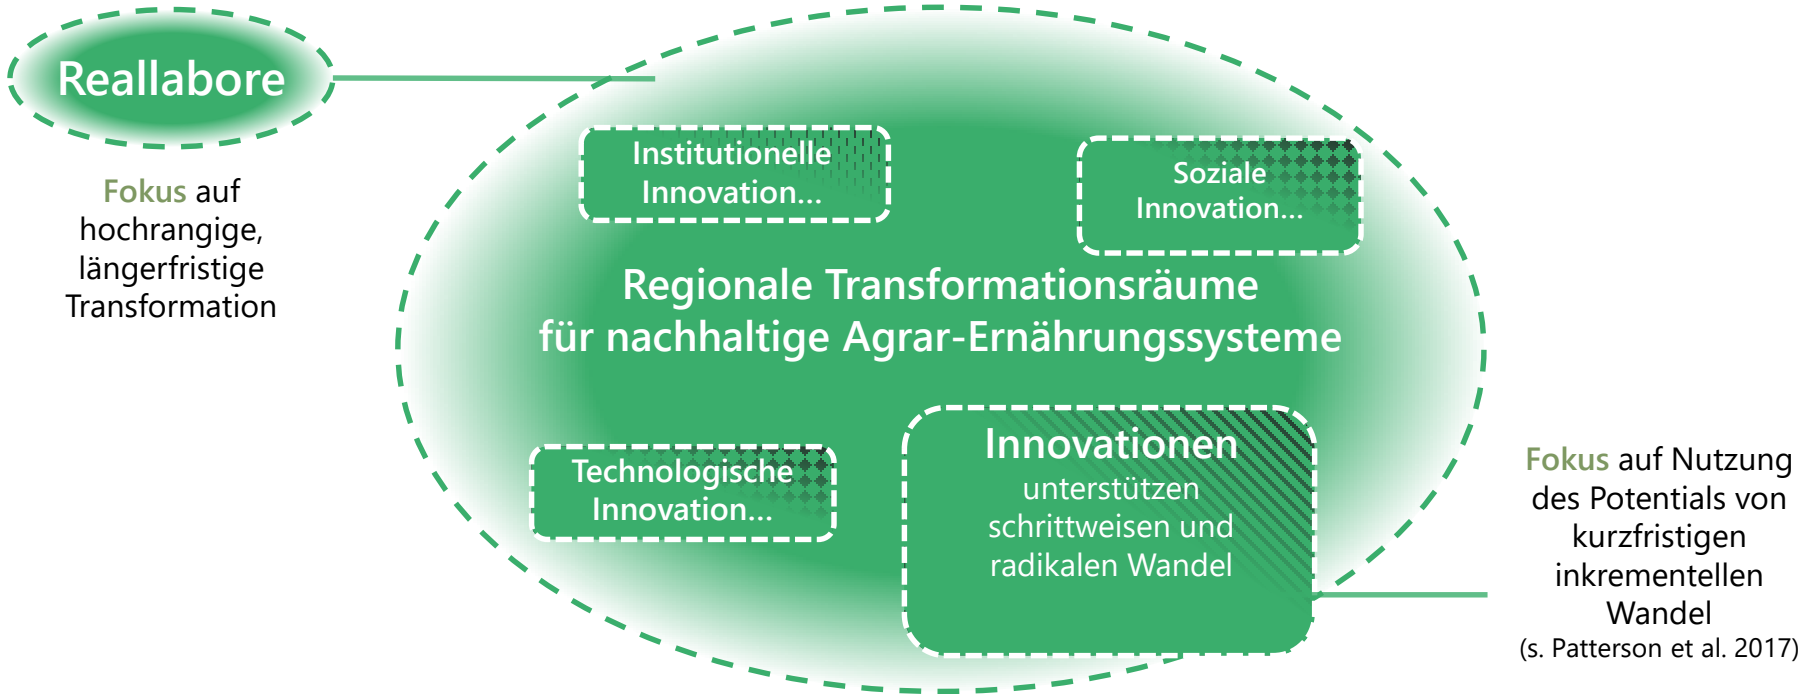 Reallabore
Fokus auf
hochrangige,
längerfristige
Transformation
Institutionelle
Innovation...
Soziale
Innovation...
Regionale Transformationsräume
für nachhaltige Agrar-Ernährungssysteme
Technologische
Innovation...
Innovationen
unterstützen
schrittweisen und
radikalen Wandel
Fokus auf Nutzung
des Potentials von
kurzfristigen
inkrementellen
Wandel
(s. Patterson et al. 2017)